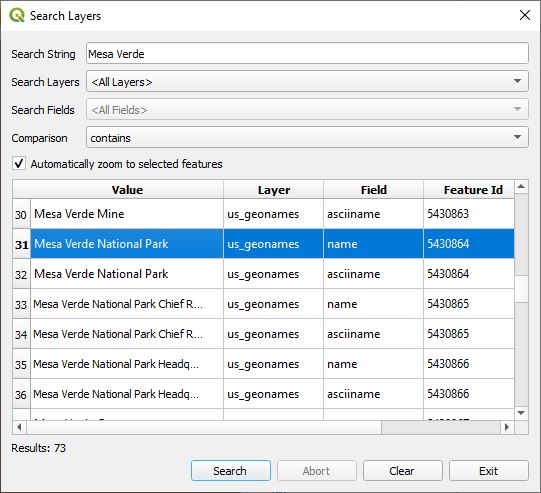 Search Layers
Search String Mesa Verde
Search Layers <All Layers>
Search Fields <All Fields>
Comparison contains
Automatically zoom to selected features
Value Layer Field Feature Id
30 Mesa Verde Mine us_geonames asciiname 5430863
31 Mesa Verde National Park us_geonames name 5430864
32 Mesa Verde National Park us_geonames asciiname 5430864
33 Mesa Verde National Park Chief R... us_geonames name 5430865
34 Mesa Verde National Park Chief R... us_geonames asciiname 5430865
35 Mesa Verde National Park Headq... us_geonames name 5430866
36 Mesa Verde National Park Headq... us_geonames asciiname 5430866
Results: 73
Search Abort Clear Exit